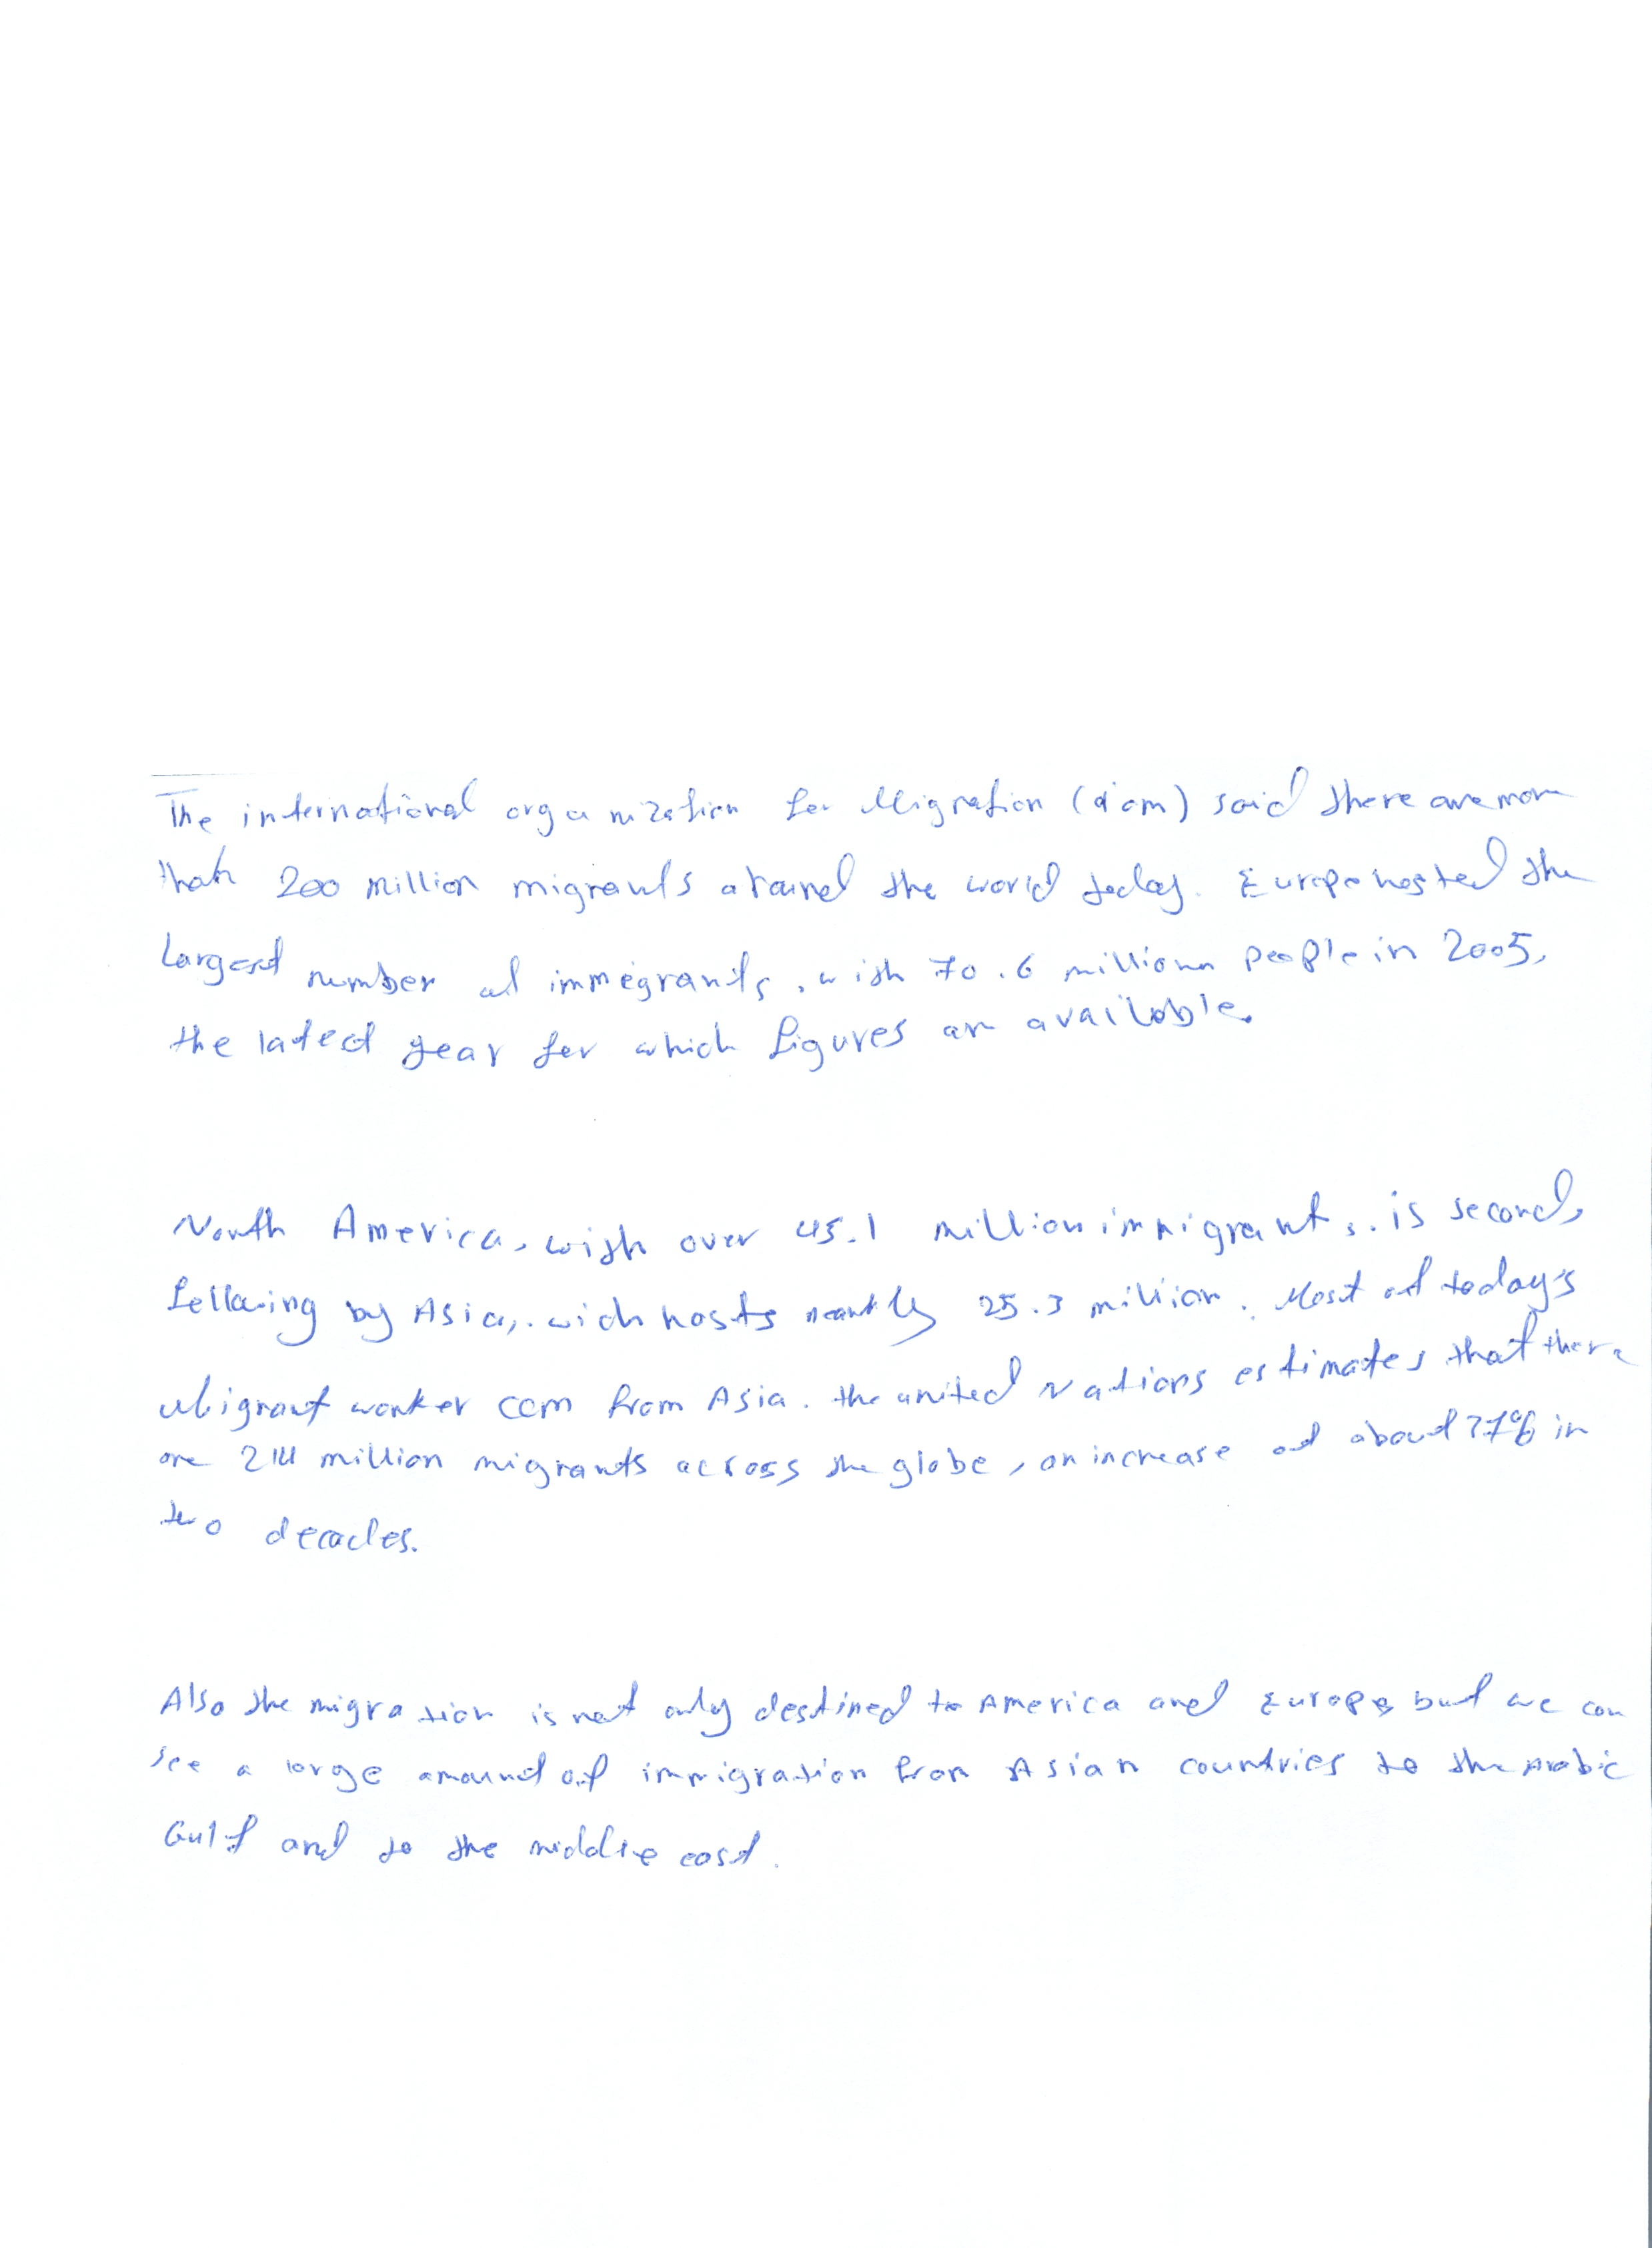 The international organization for Migration (iom) said there are more
than 200 million migrants around the world today. Europe hosted the
largest number of immigrants, with 70.6 million people in 2005,
the latest year for which figures are available.
North America, with over 45.1 million immigrants, is second,
following by Asia, wich hosts nearly 25.3 million. Most of today's
Migrant worker com from Asia. the united Nations estimates that there
are 214 million migrants across the globe, an increase of about 37% in
two decades.
Also the migration is not only destined to America and Europe, but we can
see a large amount of immigration from Asian countries to the Arabic
Gulf and to the middle east.